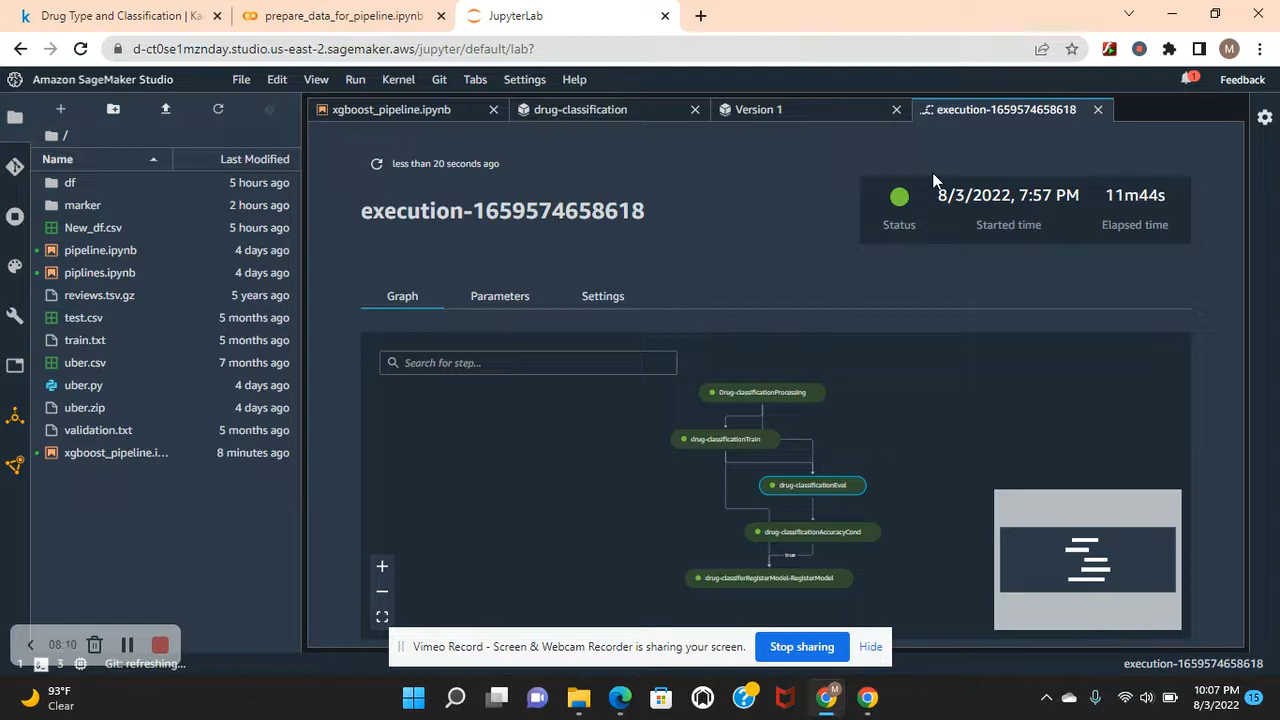 Drug Type and Classification | Ka
prepare_data_for_pipeline.ipynb
JupyterLab
d-ct0se1mznday.studio.us-east-2.sagemaker.aws/jupyter/default/lab?
M
Amazon SageMaker Studio File Edit View Run Kernel Git Tabs Settings Help 1 Feedback
xgboost_pipeline.ipynb
drug-classification
Version 1
execution-1659574658618
/
Name Last Modified
df 5 hours ago
marker 2 hours ago
New_df.csv 5 hours ago
pipeline.ipynb 4 days ago
piplines.ipynb 4 days ago
reviews.tsv.gz 5 years ago
test.csv 5 months ago
train.txt 5 months ago
uber.csv 7 months ago
uber.py 4 days ago
uber.zip 4 days ago
validation.txt 5 months ago
xgboost_pipeline.i... 8 minutes ago
less than 20 seconds ago
execution-1659574658618
8/3/2022, 7:57 PM 11m44s
Status Started time Elapsed time
Graph Parameters Settings
Search for step...
Drug-classificationProcessing
drug-classificationTrain
drug-classificationEval
drug-classificationAccuracyCond
true
drug-classiferRegisterModel-RegisterModel
08:10
Vimeo Record - Screen & Webcam Recorder is sharing your screen. Stop sharing Hide
1 3 Git: refreshing... execution-1659574658618
93°F
Clear
M
10:07 PM
8/3/2022
15